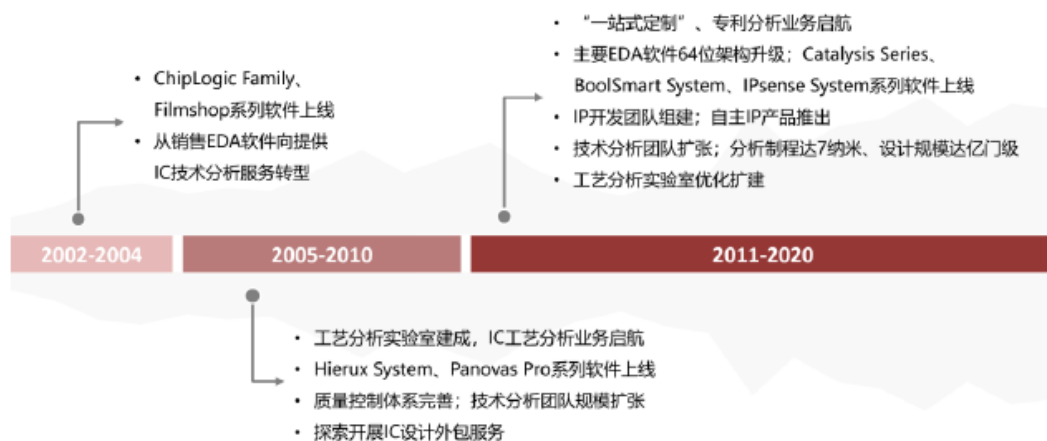 • “一站式定制”、专利分析业务启航
• 主要EDA软件64位架构升级；Catalysis Series、
BoolSmart System、IPsense System系列软件上线
• IP开发团队组建；自主IP产品推出
• 技术分析团队扩张；分析制程达7纳米、设计规模达亿门级
• 工艺分析实验室优化扩建
• ChipLogic Family、
Filmshop系列软件上线
• 从销售EDA软件向提供
IC技术分析服务转型
2002-2004
2005-2010
2011-2020
• 工艺分析实验室建成，IC工艺分析业务启航
• Hierux System、Panovas Pro系列软件上线
• 质量控制体系完善；技术分析团队规模扩张
• 探索开展IC设计外包服务